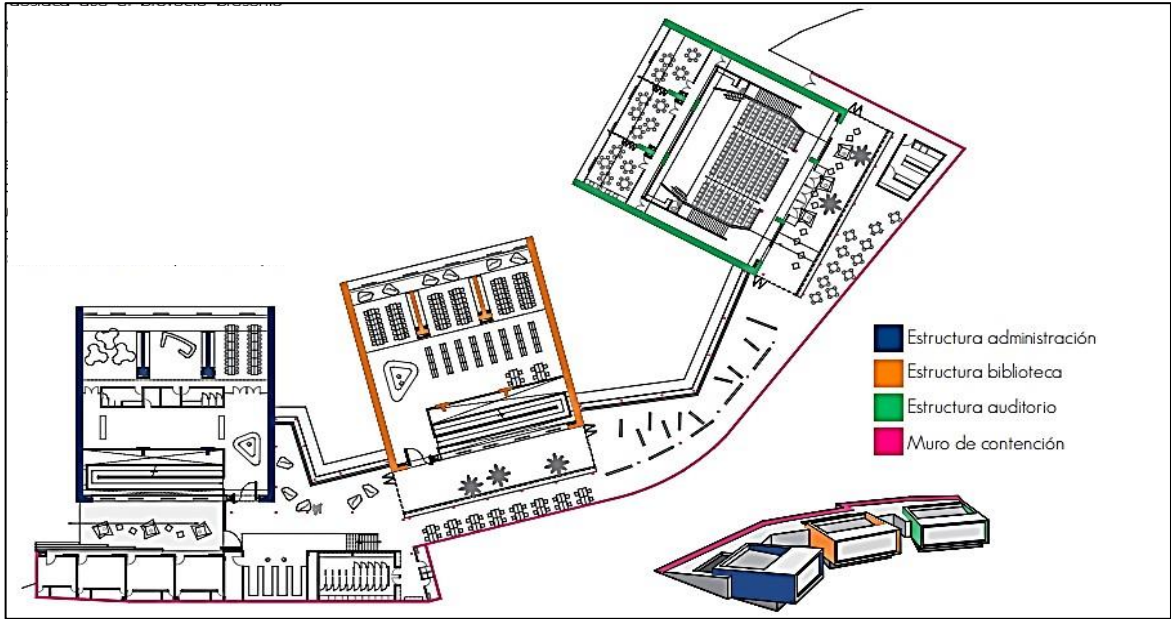 Estructura administración
Estructura biblioteca
Estructura auditorio
Muro de contención